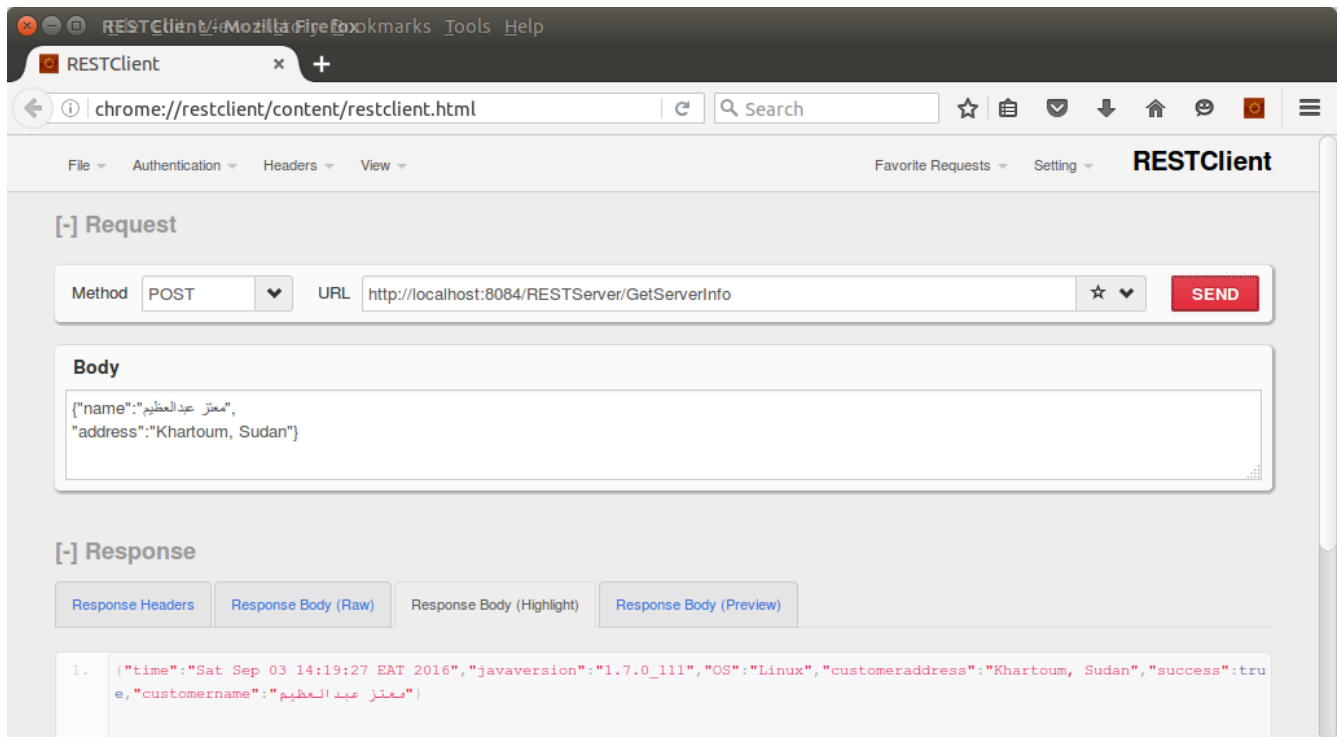 RESTClient - Mozilla Firefox
Bookmarks Tools Help
RESTClient × +
chrome://restclient/content/restclient.html
Search
File Authentication Headers View Favorite Requests Setting RESTClient
[-] Request
Method POST URL http://localhost:8084/RESTServer/GetServerInfo SEND
Body
{"name":"معتز عبدالعظيم",
"address":"Khartoum, Sudan"}
[-] Response
Response Headers Response Body (Raw) Response Body (Highlight) Response Body (Preview)
1. {"time":"Sat Sep 03 14:19:27 EAT 2016","javaversion":"1.7.0_111","OS":"Linux","customeraddress":"Khartoum, Sudan","success":tru
e,"customername":"معتز عبدالعظيم"}